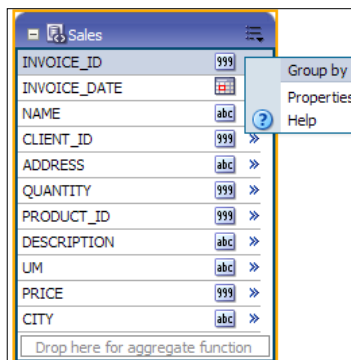 Sales
INVOICE_ID 999
Group by
INVOICE_DATE
Properties
NAME abc
Help
CLIENT_ID 999
ADDRESS abc
QUANTITY 999
PRODUCT_ID 999
DESCRIPTION abc
UM abc
PRICE 999
CITY abc
Drop here for aggregate function